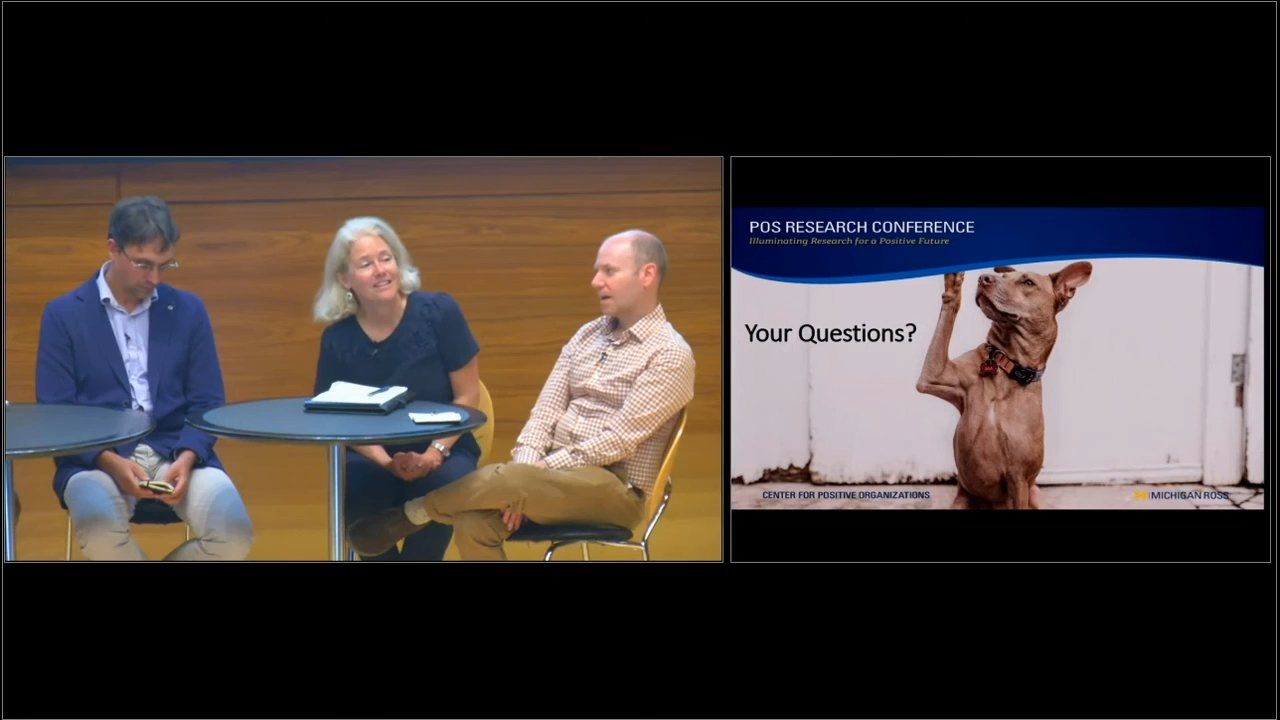 POS RESEARCH CONFERENCE
Illuminating Research for a Positive Future
Your Questions?
CENTER FOR POSITIVE ORGANIZATIONS
M MICHIGAN ROSS